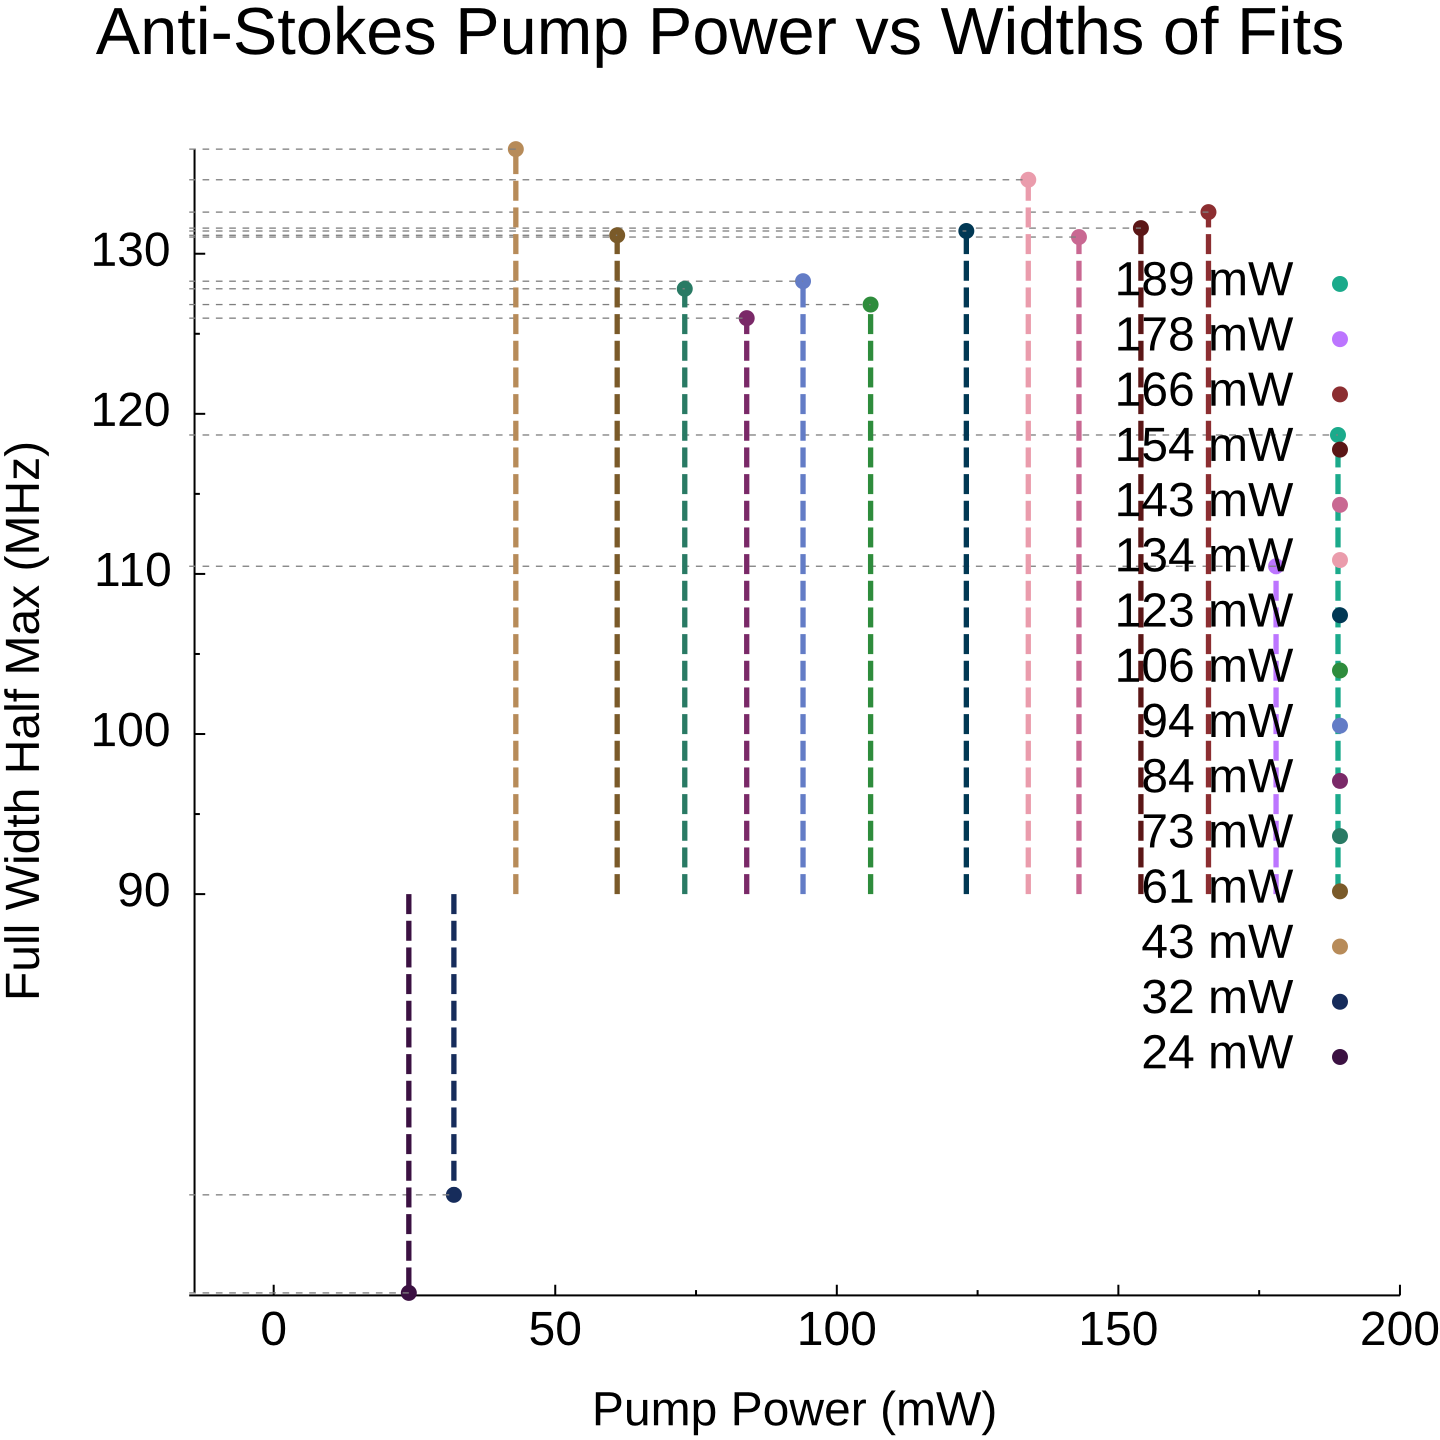 Anti-Stokes Pump Power vs Widths of Fits
Full Width Half Max (MHz)
130
120
110
100
90
189 mW
178 mW
166 mW
154 mW
143 mW
134 mW
123 mW
106 mW
94 mW
84 mW
73 mW
61 mW
43 mW
32 mW
24 mW
0 50 100 150 200
Pump Power (mW)